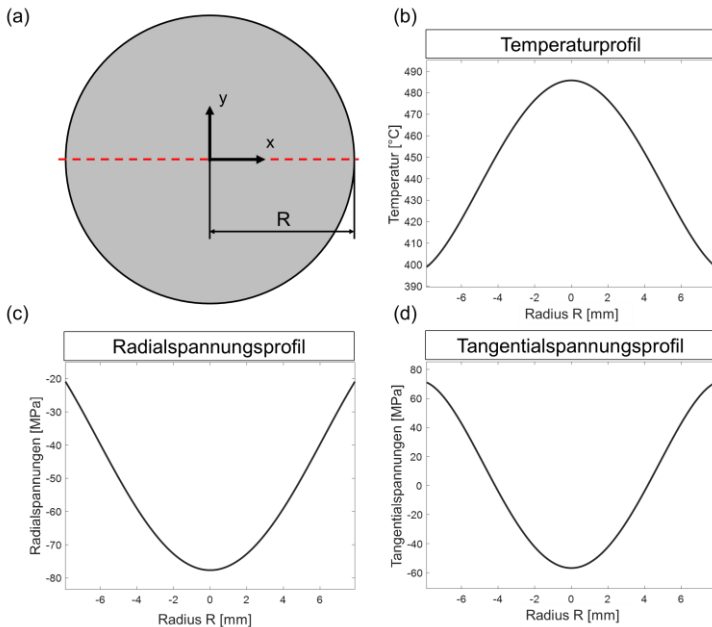 (a)
y
x
R
(b)
Temperaturprofil
Temperatur [°C]
490
480
470
460
450
440
430
420
410
400
390
-6 -4 -2 0 2 4 6
Radius R [mm]
(c)
Radialspannungsprofil
Radialspannungen [MPa]
-20
-30
-40
-50
-60
-70
-80
-6 -4 -2 0 2 4 6
Radius R [mm]
(d)
Tangentialspannungsprofil
Tangentialspannungen [MPa]
80
60
40
20
0
-20
-40
-60
-6 -4 -2 0 2 4 6
Radius R [mm]